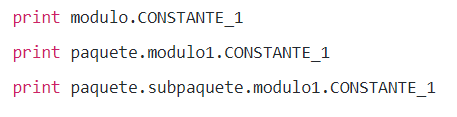 print modulo.CONSTANTE_1
print paquete.modulo1.CONSTANTE_1
print paquete.subpaquete.modulo1.CONSTANTE_1